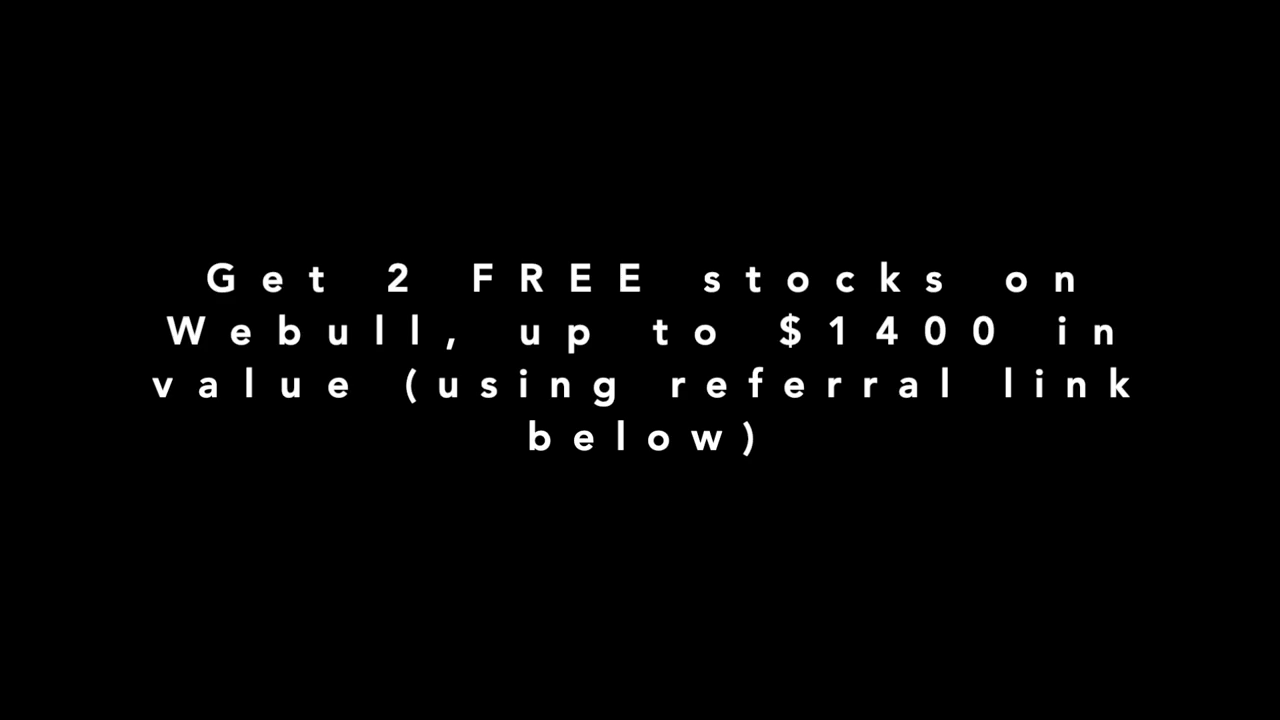 Get 2 FREE stocks on
Webull, up to $1400 in
value (using referral link
below)